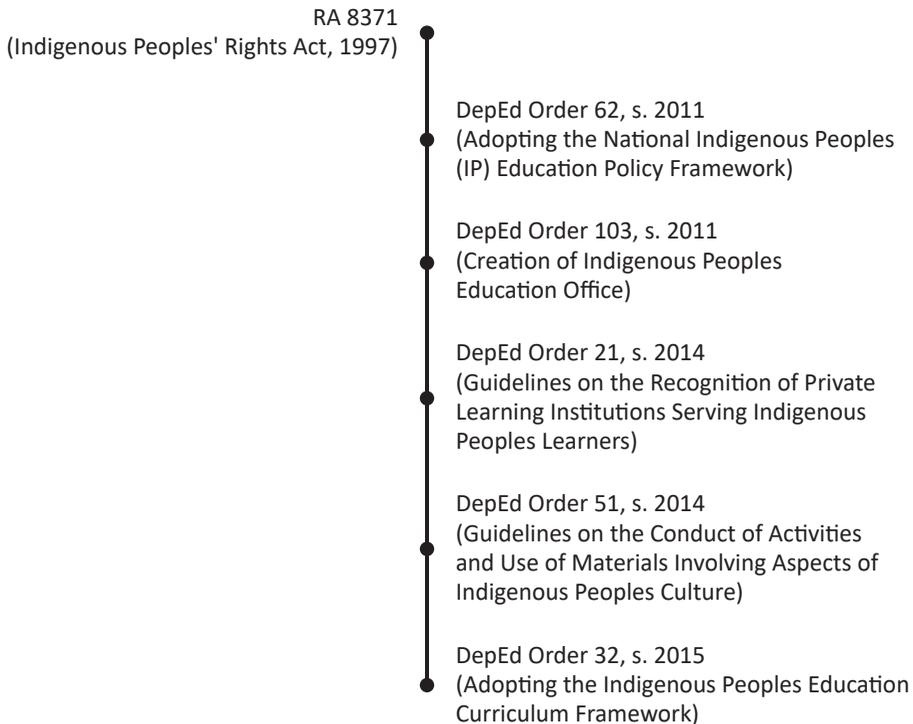 RA 8371
(Indigenous Peoples' Rights Act, 1997)
DepEd Order 62, s. 2011
(Adopting the National Indigenous Peoples
(IP) Education Policy Framework)
DepEd Order 103, s. 2011
(Creation of Indigenous Peoples
Education Office)
DepEd Order 21, s. 2014
(Guidelines on the Recognition of Private
Learning Institutions Serving Indigenous
Peoples Learners)
DepEd Order 51, s. 2014
(Guidelines on the Conduct of Activities
and Use of Materials Involving Aspects of
Indigenous Peoples Culture)
DepEd Order 32, s. 2015
(Adopting the Indigenous Peoples Education
Curriculum Framework)